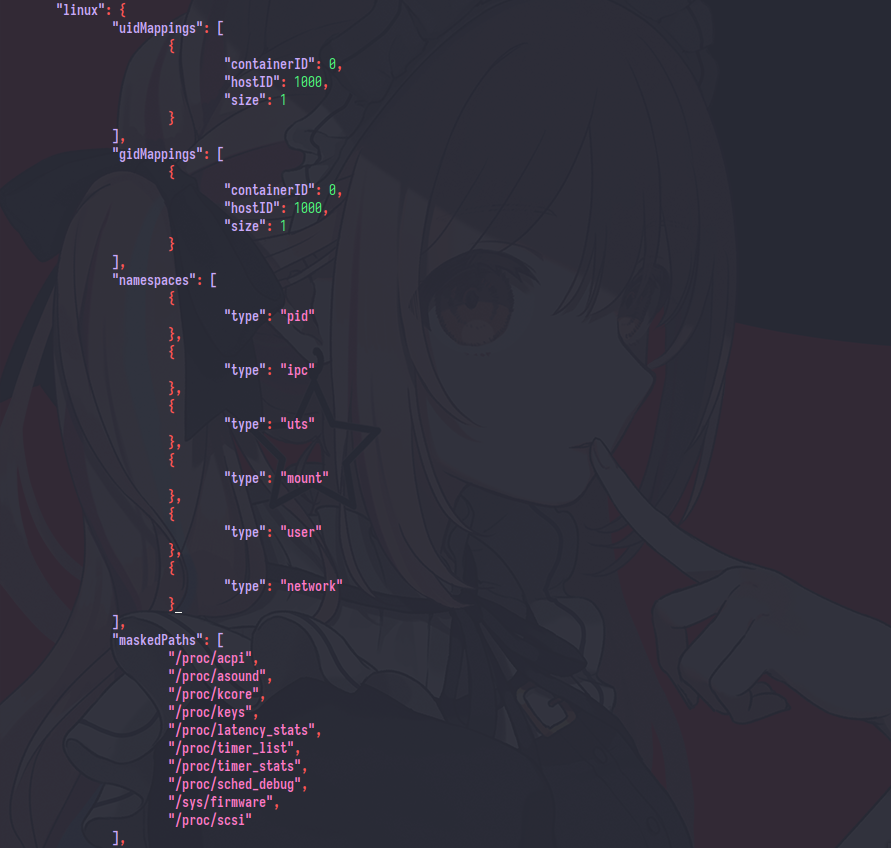 "linux": {
"uidMappings": [
{
"containerID": 0,
"hostID": 1000,
"size": 1
}
],
"gidMappings": [
{
"containerID": 0,
"hostID": 1000,
"size": 1
}
],
"namespaces": [
{
"type": "pid"
},
{
"type": "ipc"
},
{
"type": "uts"
},
{
"type": "mount"
},
{
"type": "user"
},
{
"type": "network"
}_
],
"maskedPaths": [
"/proc/acpi",
"/proc/asound",
"/proc/kcore",
"/proc/keys",
"/proc/latency_stats",
"/proc/timer_list",
"/proc/timer_stats",
"/proc/sched_debug",
"/sys/firmware",
"/proc/scsi"
],